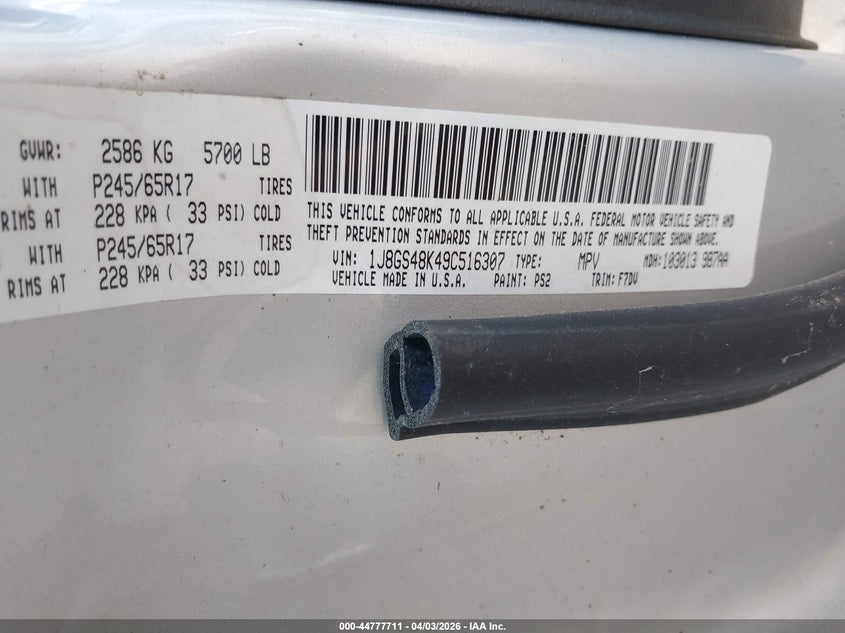 GVWR: 2586 KG 5700 LB
WITH P245/65R17 TIRES
RIMS AT 228 KPA ( 33 PSI) COLD
WITH P245/65R17 TIRES
RIMS AT 228 KPA ( 33 PSI) COLD
THIS VEHICLE CONFORMS TO ALL APPLICABLE U.S.A. FEDERAL MOTOR VEHICLE SAFETY AND
THEFT PREVENTION STANDARDS IN EFFECT ON THE DATE OF MANUFACTURE SHOWN ABOVE.
VIN: 1J8GS48K49C516307 TYPE: MPV MDH: 103013 987AA
VEHICLE MADE IN U.S.A. PAINT: PS2 TRIM: F7DV
000-44777711 | 04/03/2026 | IAA Inc.